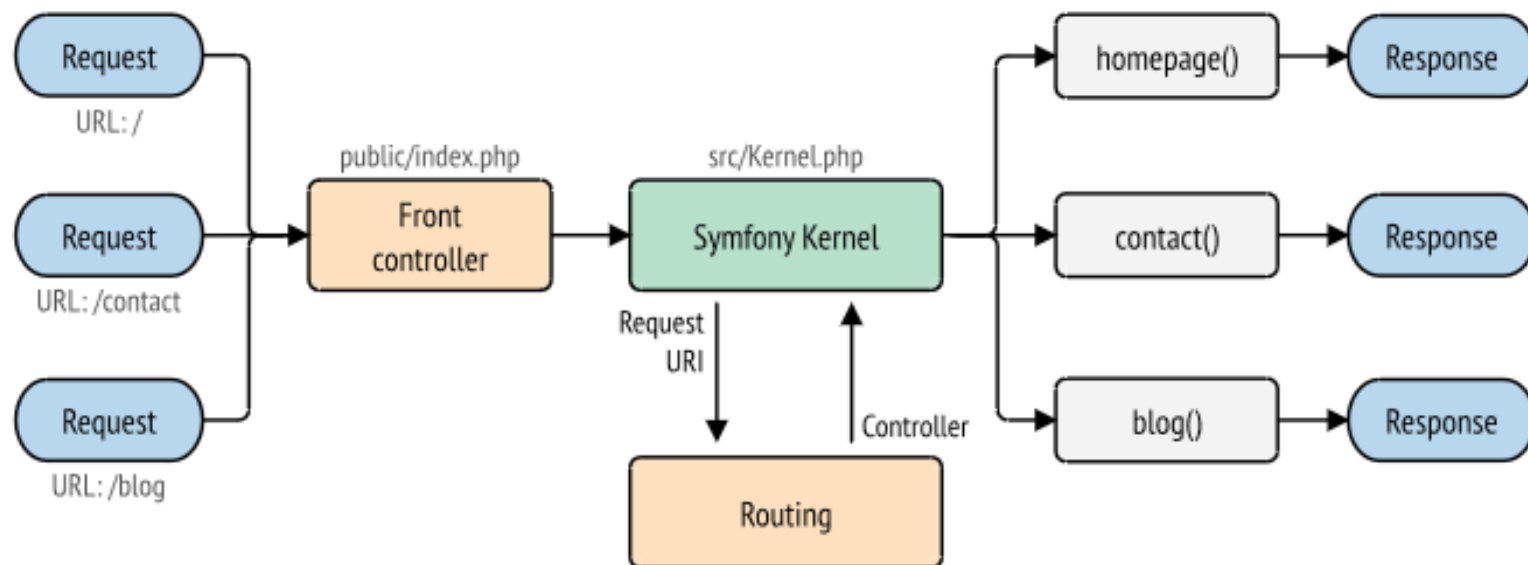 Request
URL: /
Request
URL: /contact
Request
URL: /blog
public/index.php
Front
controller
src/Kernel.php
Symfony Kernel
Request
URI
Controller
Routing
homepage()
Response
contact()
Response
blog()
Response